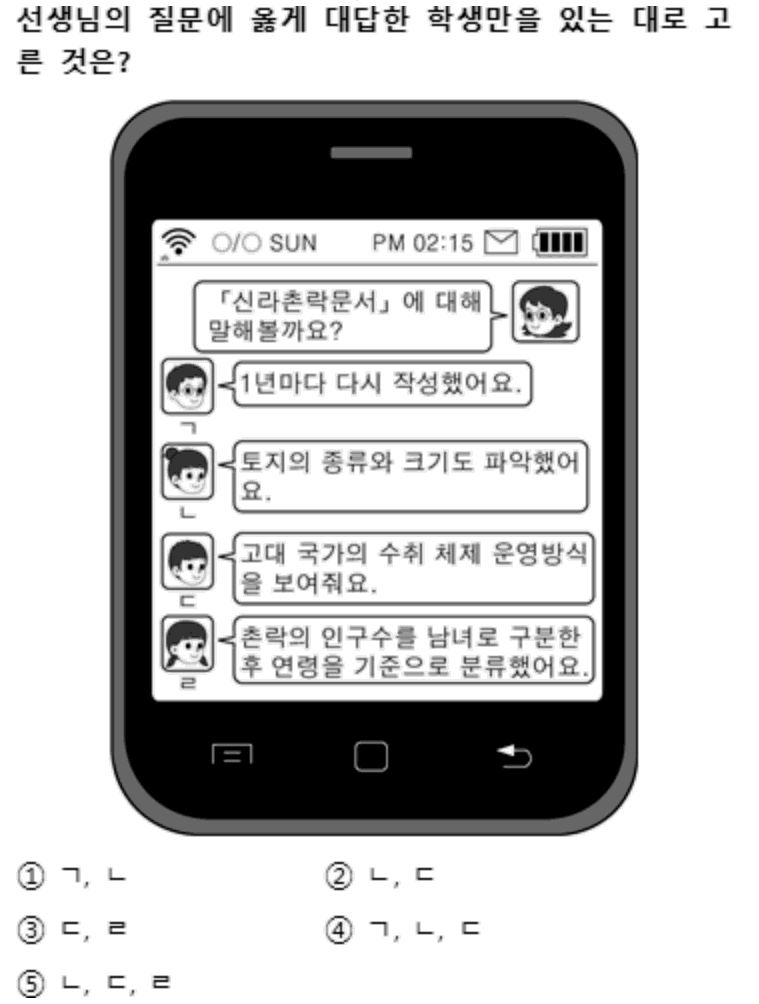 선생님의 질문에 옳게 대답한 학생만을 있는 대로 고
른 것은?
○/○ SUN PM 02:15
「신라촌락문서」에 대해
말해볼까요?
1년마다 다시 작성했어요.
ㄱ
토지의 종류와 크기도 파악했어
요.
ㄴ
고대 국가의 수취 체제 운영방식
을 보여줘요.
ㄷ
촌락의 인구수를 남녀로 구분한
후 연령을 기준으로 분류했어요.
ㄹ
① ㄱ, ㄴ ② ㄴ, ㄷ
③ ㄷ, ㄹ ④ ㄱ, ㄴ, ㄷ
⑤ ㄴ, ㄷ, ㄹ